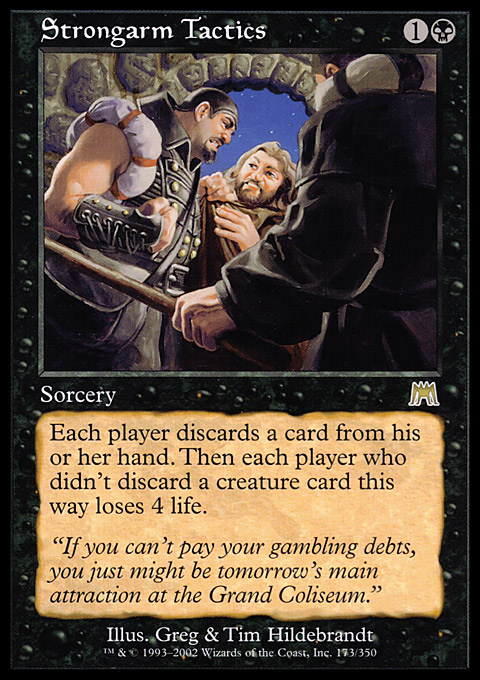 Strongarm Tactics 1
Sorcery
Each player discards a card from his
or her hand. Then each player who
didn't discard a creature card this
way loses 4 life.
“If you can't pay your gambling debts,
you just might be tomorrow's main
attraction at the Grand Coliseum.”
Illus. Greg & Tim Hildebrandt
™ & © 1993–2002 Wizards of the Coast, Inc. 173/350